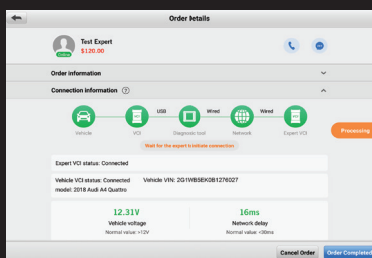 Order Details
Test Expert
$120.00
Online
Order information
Connection information ?
USB
Wired
Wired
Vehicle
VCI
Diagnostic tool
Network
Expert VCI
Processing
Wait for the expert to initiate connection
Expert VCI status: Connected
Vehicle VCI status: Connected Vehicle VIN: 2G1WB5EK0B1276027
model: 2018 Audi A4 Quattro
12.31V
16ms
Vehicle voltage
Network delay
Normal value: >12V
Normal value: <30ms
Cancel Order
Order Completed